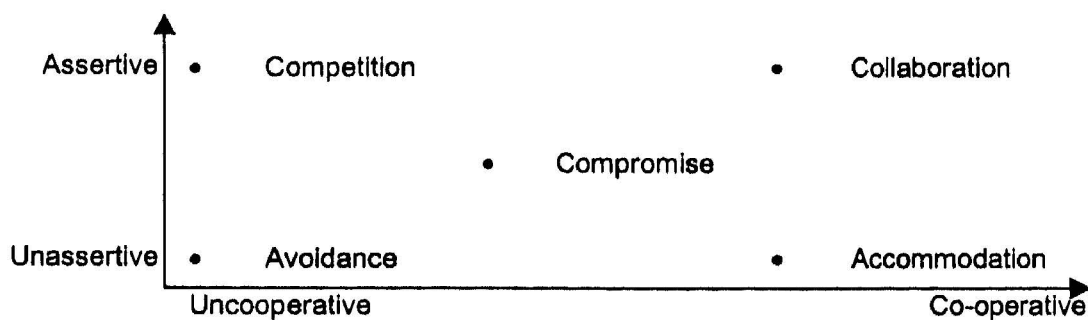 Assertive • Competition • Collaboration
• Compromise
Unassertive • Avoidance • Accommodation
Uncooperative Co-operative